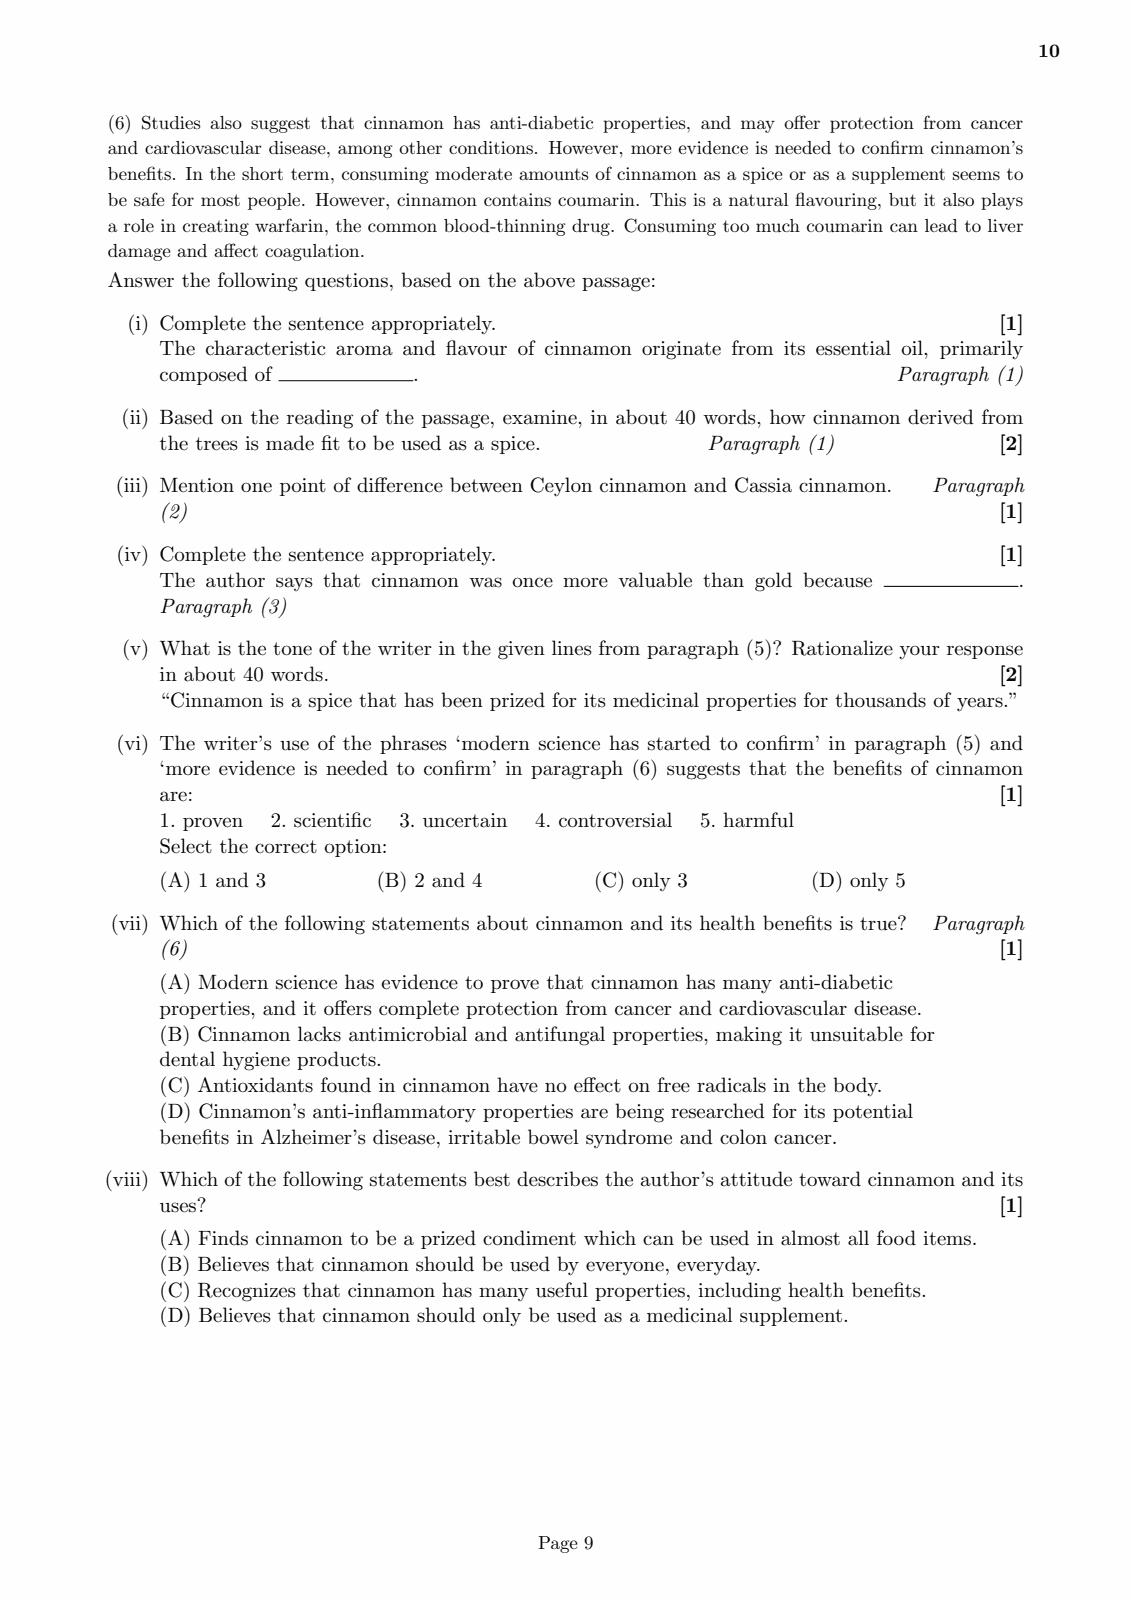 10
(6) Studies also suggest that cinnamon has anti-diabetic properties, and may offer protection from cancer
and cardiovascular disease, among other conditions. However, more evidence is needed to confirm cinnamon's
benefits. In the short term, consuming moderate amounts of cinnamon as a spice or as a supplement seems to
be safe for most people. However, cinnamon contains coumarin. This is a natural flavouring, but it also plays
a role in creating warfarin, the common blood-thinning drug. Consuming too much coumarin can lead to liver
damage and affect coagulation.
Answer the following questions, based on the above passage:
(i) Complete the sentence appropriately. [1]
The characteristic aroma and flavour of cinnamon originate from its essential oil, primarily
composed of ____________. Paragraph (1)
(ii) Based on the reading of the passage, examine, in about 40 words, how cinnamon derived from
the trees is made fit to be used as a spice. Paragraph (1) [2]
(iii) Mention one point of difference between Ceylon cinnamon and Cassia cinnamon. Paragraph
(2) [1]
(iv) Complete the sentence appropriately. [1]
The author says that cinnamon was once more valuable than gold because ____________.
Paragraph (3)
(v) What is the tone of the writer in the given lines from paragraph (5)? Rationalize your response
in about 40 words. [2]
“Cinnamon is a spice that has been prized for its medicinal properties for thousands of years.”
(vi) The writer's use of the phrases ‘modern science has started to confirm’ in paragraph (5) and
‘more evidence is needed to confirm’ in paragraph (6) suggests that the benefits of cinnamon
are: [1]
1. proven 2. scientific 3. uncertain 4. controversial 5. harmful
Select the correct option:
(A) 1 and 3 (B) 2 and 4 (C) only 3 (D) only 5
(vii) Which of the following statements about cinnamon and its health benefits is true? Paragraph
(6) [1]
(A) Modern science has evidence to prove that cinnamon has many anti-diabetic
properties, and it offers complete protection from cancer and cardiovascular disease.
(B) Cinnamon lacks antimicrobial and antifungal properties, making it unsuitable for
dental hygiene products.
(C) Antioxidants found in cinnamon have no effect on free radicals in the body.
(D) Cinnamon's anti-inflammatory properties are being researched for its potential
benefits in Alzheimer's disease, irritable bowel syndrome and colon cancer.
(viii) Which of the following statements best describes the author's attitude toward cinnamon and its
uses? [1]
(A) Finds cinnamon to be a prized condiment which can be used in almost all food items.
(B) Believes that cinnamon should be used by everyone, everyday.
(C) Recognizes that cinnamon has many useful properties, including health benefits.
(D) Believes that cinnamon should only be used as a medicinal supplement.
Page 9